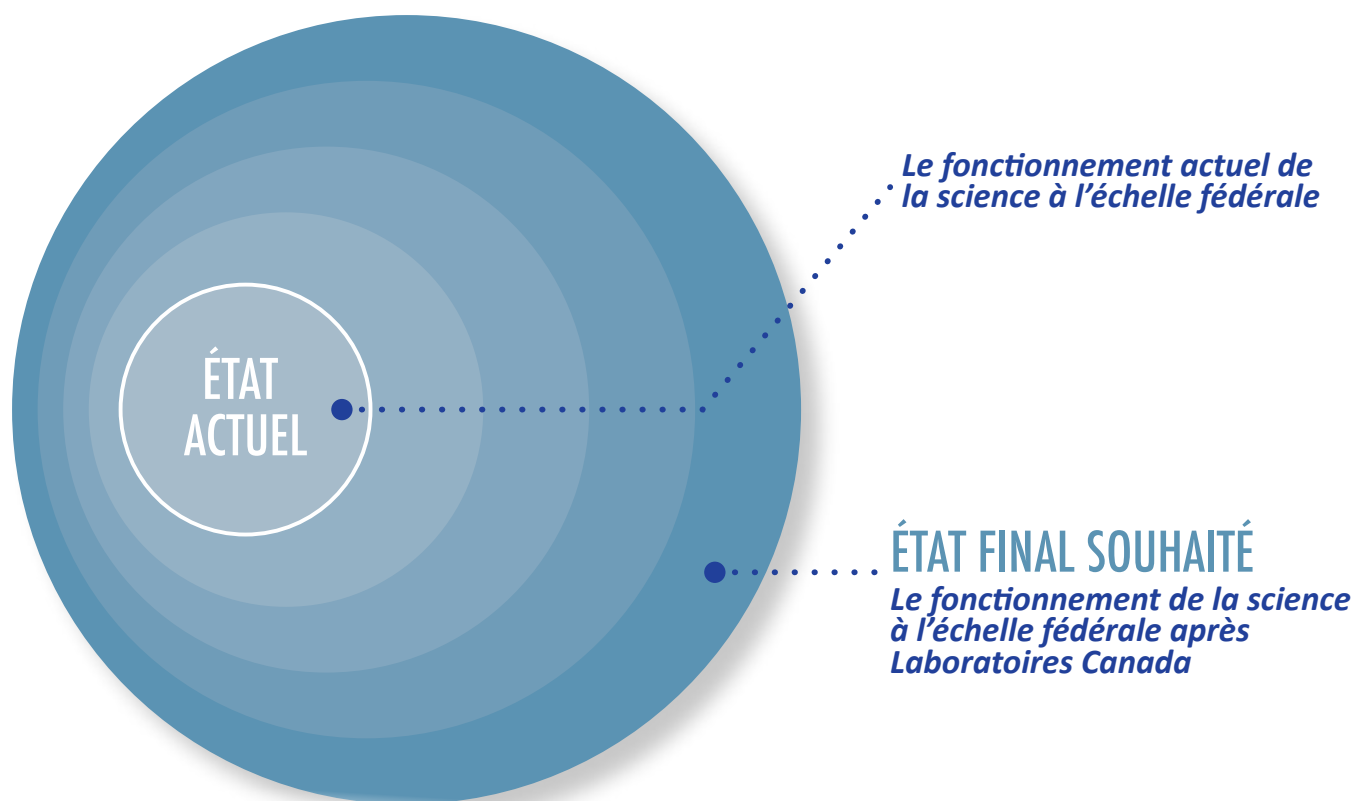 Le fonctionnement actuel de
la science à l'échelle fédérale
ÉTAT
ACTUEL
ÉTAT FINAL SOUHAITÉ
Le fonctionnement de la science
à l'échelle fédérale après
Laboratoires Canada